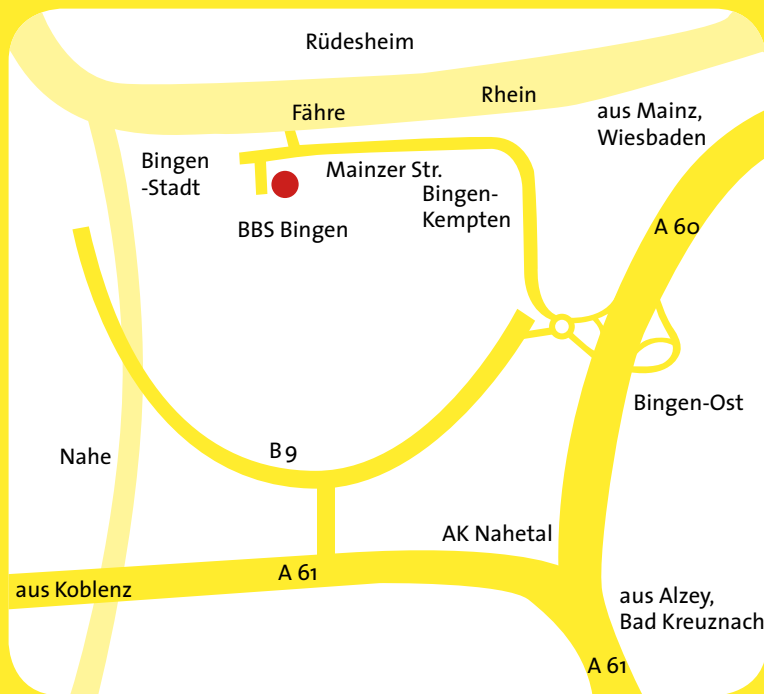 Rüdesheim
Rhein
Fähre
aus Mainz,
Wiesbaden
Bingen
-Stadt
Mainzer Str.
Bingen-
Kempten
BBS Bingen
A 60
Bingen-Ost
B 9
Nahe
AK Nahetal
A 61
aus Koblenz
aus Alzey,
Bad Kreuznach
A 61